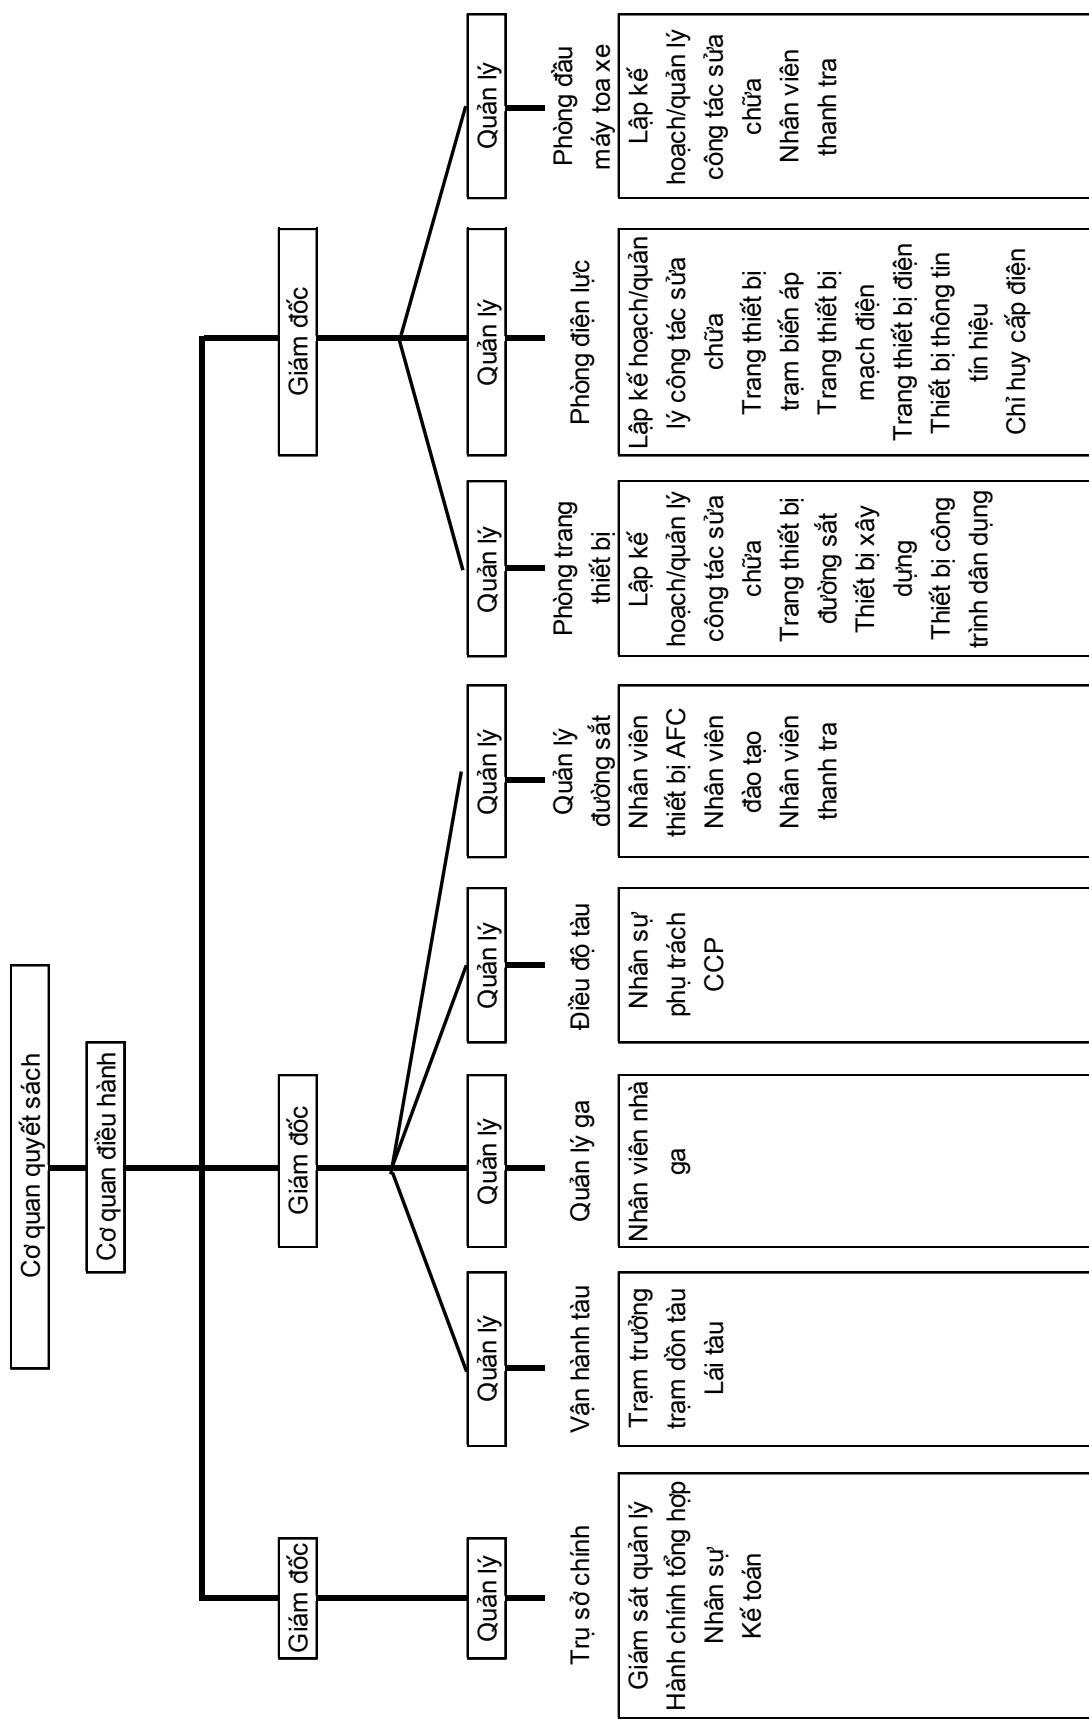 Cơ quan quyết sách
Cơ quan điều hành
Giám đốc
Giám đốc
Giám đốc
Quản lý
Quản lý
Quản lý
Quản lý
Quản lý
Quản lý
Quản lý
Quản lý
Trụ sở chính
Vận hành tàu
Quản lý ga
Điều độ tàu
Quản lý
đường sắt
Phòng trang
thiết bị
Phòng điện lực
Phòng đầu
máy toa xe
Giám sát quản lý
Hành chính tổng hợp
Nhân sự
Kế toán
Trạm trưởng
trạm dồn tàu
Lái tàu
Nhân viên nhà
ga
Nhân sự
phụ trách
CCP
Nhân viên
thiết bị AFC
Nhân viên
đào tạo
Nhân viên
thanh tra
Lập kế
hoạch/quản lý
công tác sửa
chữa
Trang thiết bị
đường sắt
Thiết bị xây
dựng
Thiết bị công
trình dân dụng
Lập kế hoạch/quản
lý công tác sửa
chữa
Trang thiết bị
trạm biến áp
Trang thiết bị
mạch điện
Trang thiết bị điện
Thiết bị thông tin
tín hiệu
Chỉ huy cấp điện
Lập kế
hoạch/quản lý
công tác sửa
chữa
Nhân viên
thanh tra